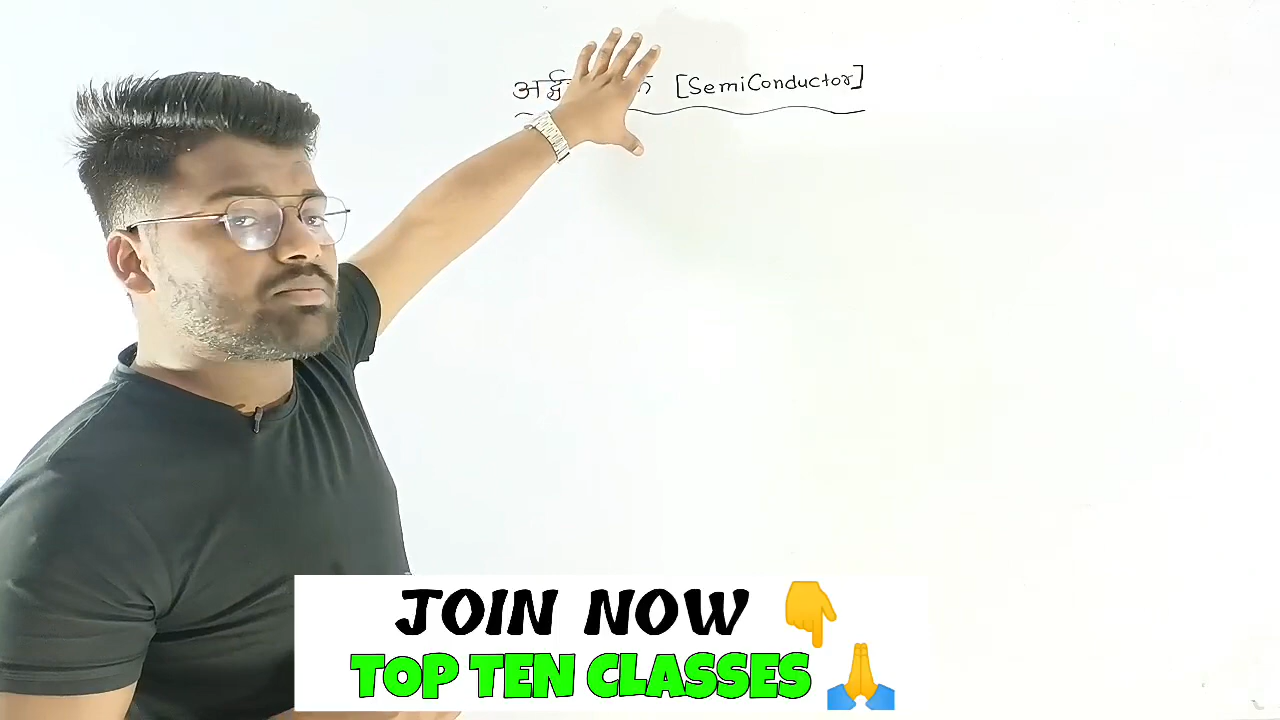 [SemiConductor]
JOIN NOW 👇
TOP TEN CLASSES 🙏